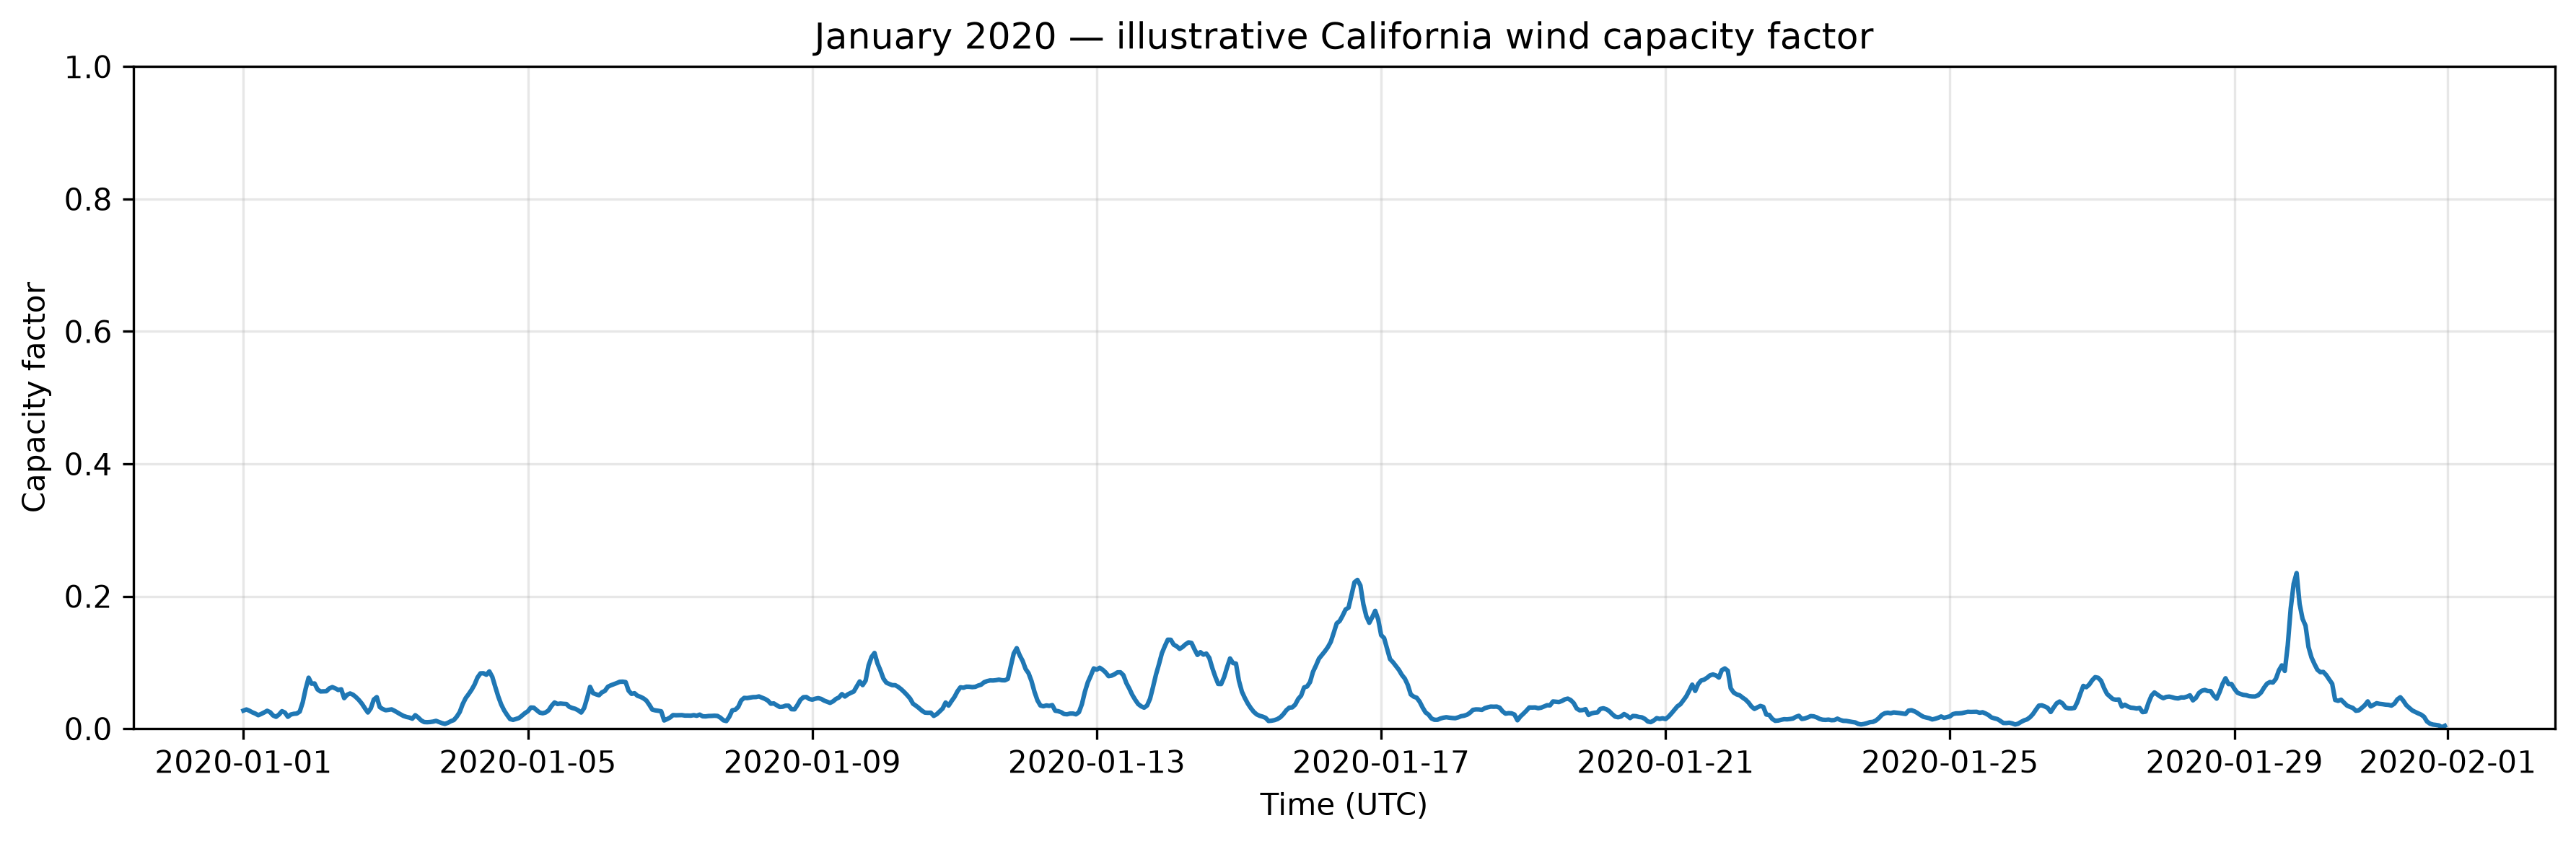 January 2020 — illustrative California wind capacity factor
1.0
0.8
0.6
0.4
0.2
0.0
Capacity factor
2020-01-01 2020-01-05 2020-01-09 2020-01-13 2020-01-17 2020-01-21 2020-01-25 2020-01-29 2020-02-01
Time (UTC)